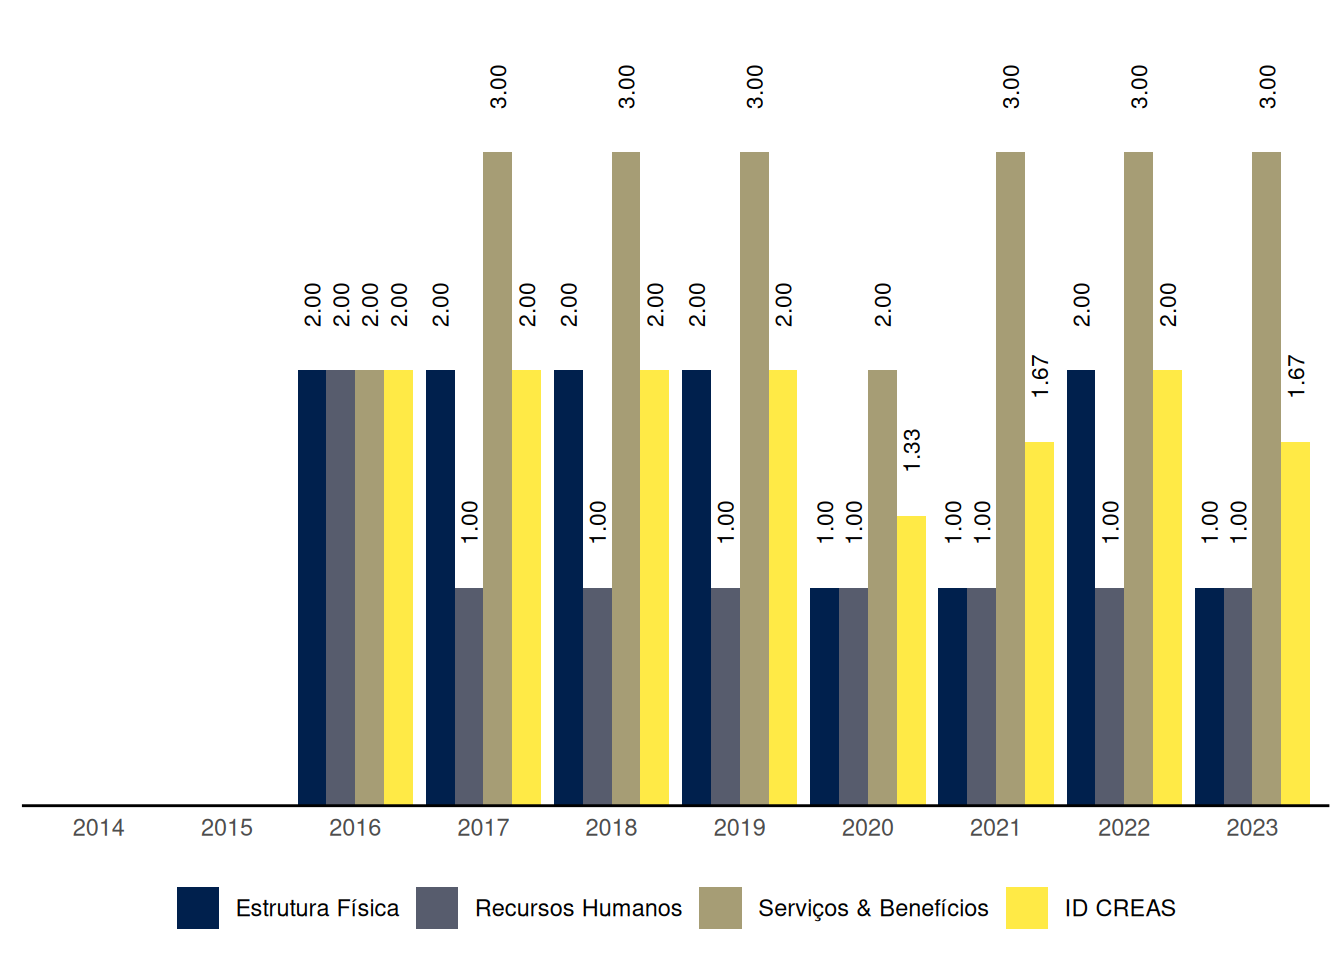 3.00 3.00 3.00 3.00 3.00 3.00
2.00 2.00 2.00 2.00 2.00 2.00 2.00 2.00 2.00 2.00 2.00 2.00 2.00
1.67 1.67
1.33
1.00 1.00 1.00 1.00 1.00 1.00 1.00 1.00 1.00 1.00
2014 2015 2016 2017 2018 2019 2020 2021 2022 2023
Estrutura Física Recursos Humanos Serviços & Benefícios ID CREAS